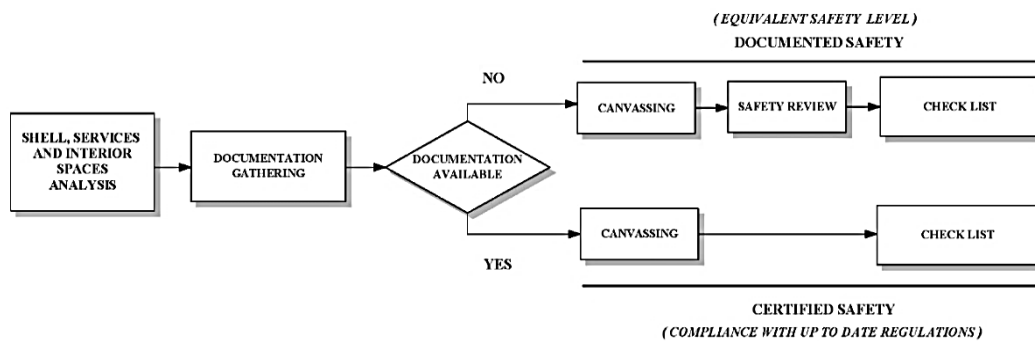 ( EQUIVALENT SAFETY LEVEL )
DOCUMENTED SAFETY
NO
CANVASSING
SAFETY REVIEW
CHECK LIST
SHELL, SERVICES
AND INTERIOR
SPACES
ANALYSIS
DOCUMENTATION
GATHERING
DOCUMENTATION
AVAILABLE
CANVASSING
CHECK LIST
YES
CERTIFIED SAFETY
( COMPLIANCE WITH UP TO DATE REGULATIONS )